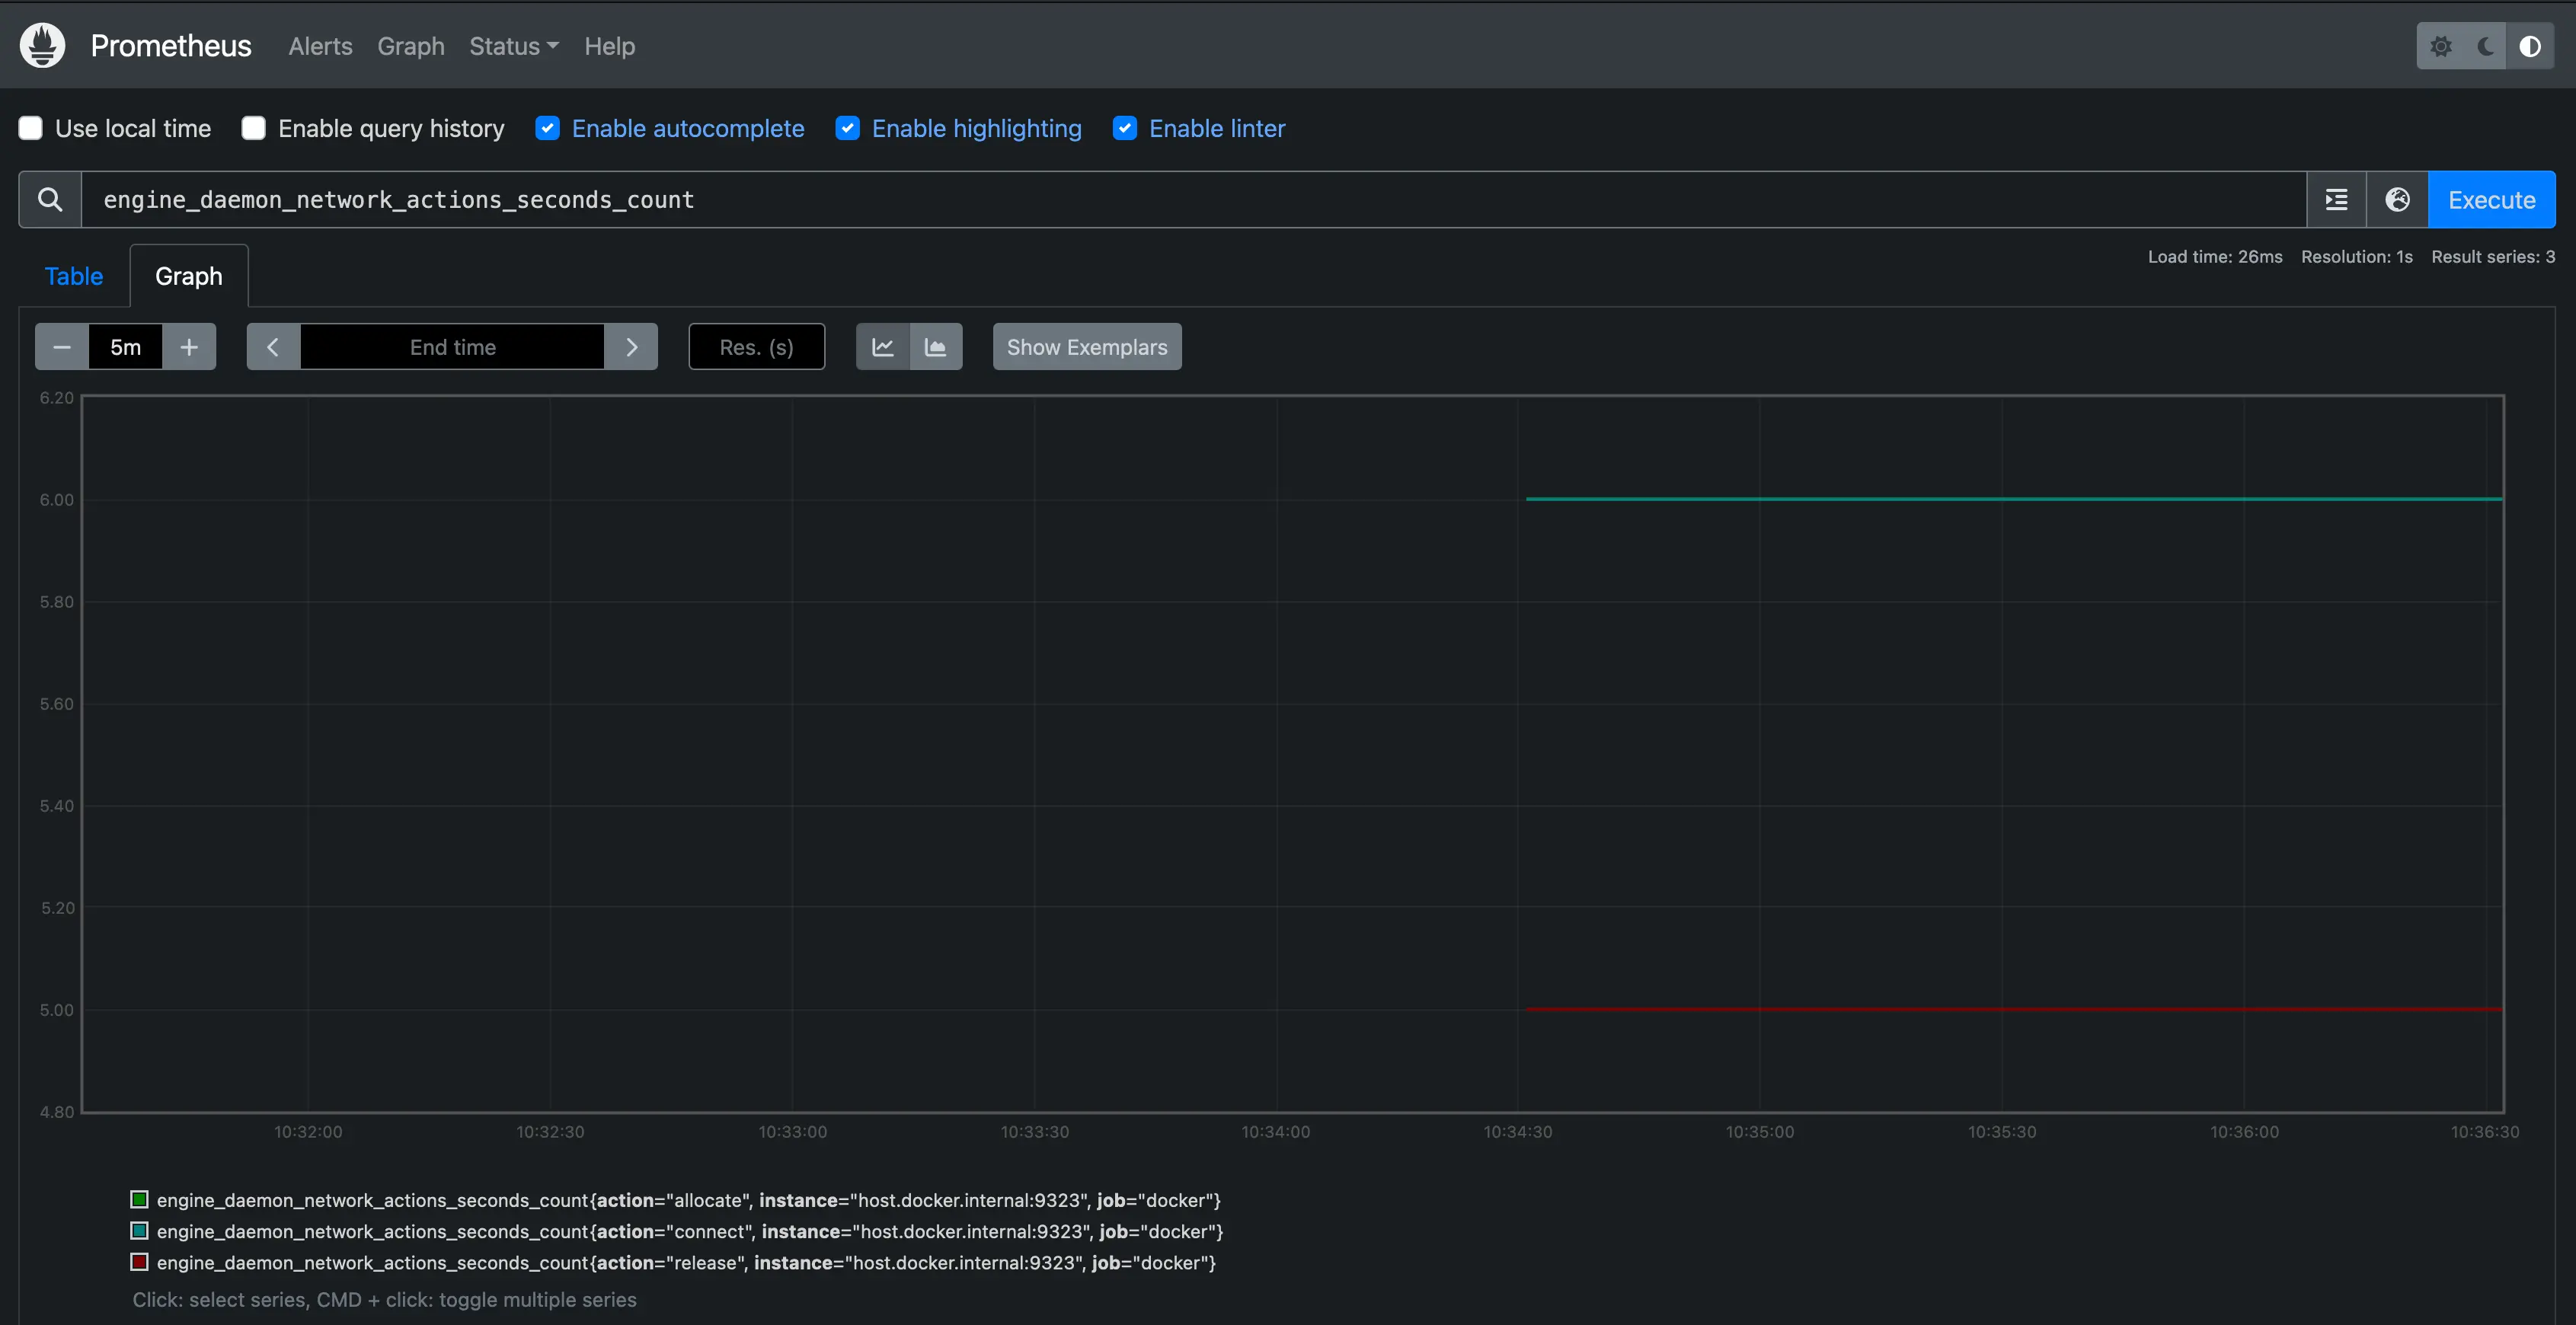 Prometheus Alerts Graph Status Help
Use local time Enable query history Enable autocomplete Enable highlighting Enable linter
engine_daemon_network_actions_seconds_count Execute
Table Graph Load time: 26ms Resolution: 1s Result series: 3
5m End time Res. (s) Show Exemplars
6.20
6.00
5.80
5.60
5.40
5.20
5.00
4.80
10:32:00 10:32:30 10:33:00 10:33:30 10:34:00 10:34:30 10:35:00 10:35:30 10:36:00 10:36:30
engine_daemon_network_actions_seconds_count{action="allocate", instance="host.docker.internal:9323", job="docker"}
engine_daemon_network_actions_seconds_count{action="connect", instance="host.docker.internal:9323", job="docker"}
engine_daemon_network_actions_seconds_count{action="release", instance="host.docker.internal:9323", job="docker"}
Click: select series, CMD + click: toggle multiple series